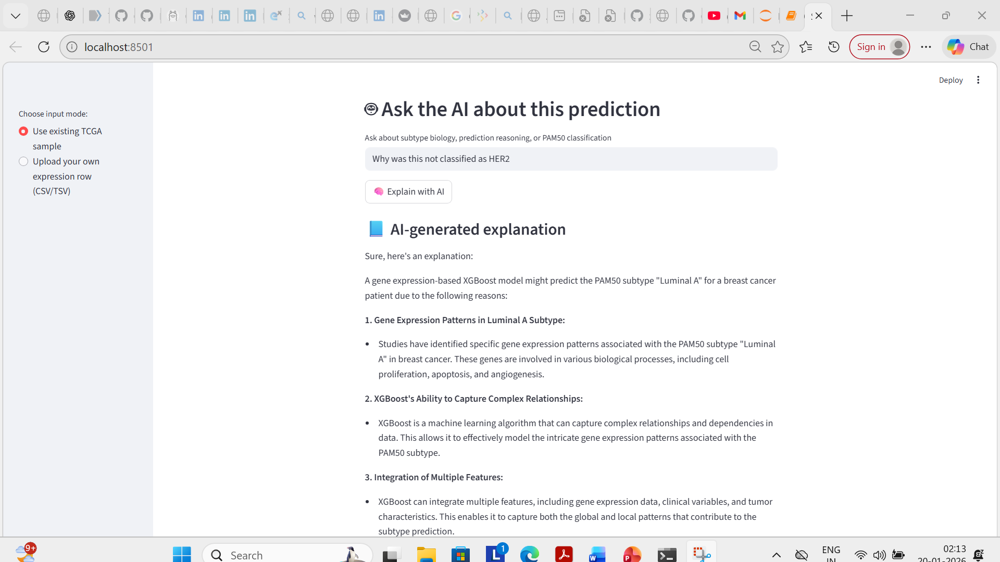 localhost:8501
Sign in
Chat
Deploy
Choose input mode:
Use existing TCGA
sample
Upload your own
expression row
(CSV/TSV)
Ask the AI about this prediction
Ask about subtype biology, prediction reasoning, or PAM50 classification
Why was this not classified as HER2
Explain with AI
AI-generated explanation
Sure, here's an explanation:
A gene expression-based XGBoost model might predict the PAM50 subtype "Luminal A" for a breast cancer
patient due to the following reasons:
1. Gene Expression Patterns in Luminal A Subtype:
Studies have identified specific gene expression patterns associated with the PAM50 subtype "Luminal
A" in breast cancer. These genes are involved in various biological processes, including cell
proliferation, apoptosis, and angiogenesis.
2. XGBoost's Ability to Capture Complex Relationships:
XGBoost is a machine learning algorithm that can capture complex relationships and dependencies in
data. This allows it to effectively model the intricate gene expression patterns associated with the
PAM50 subtype.
3. Integration of Multiple Features:
XGBoost can integrate multiple features, including gene expression data, clinical variables, and tumor
characteristics. This enables it to capture both the global and local patterns that contribute to the
subtype prediction.
9+
Search
1
ENG
IN
02:13
20-01-2026